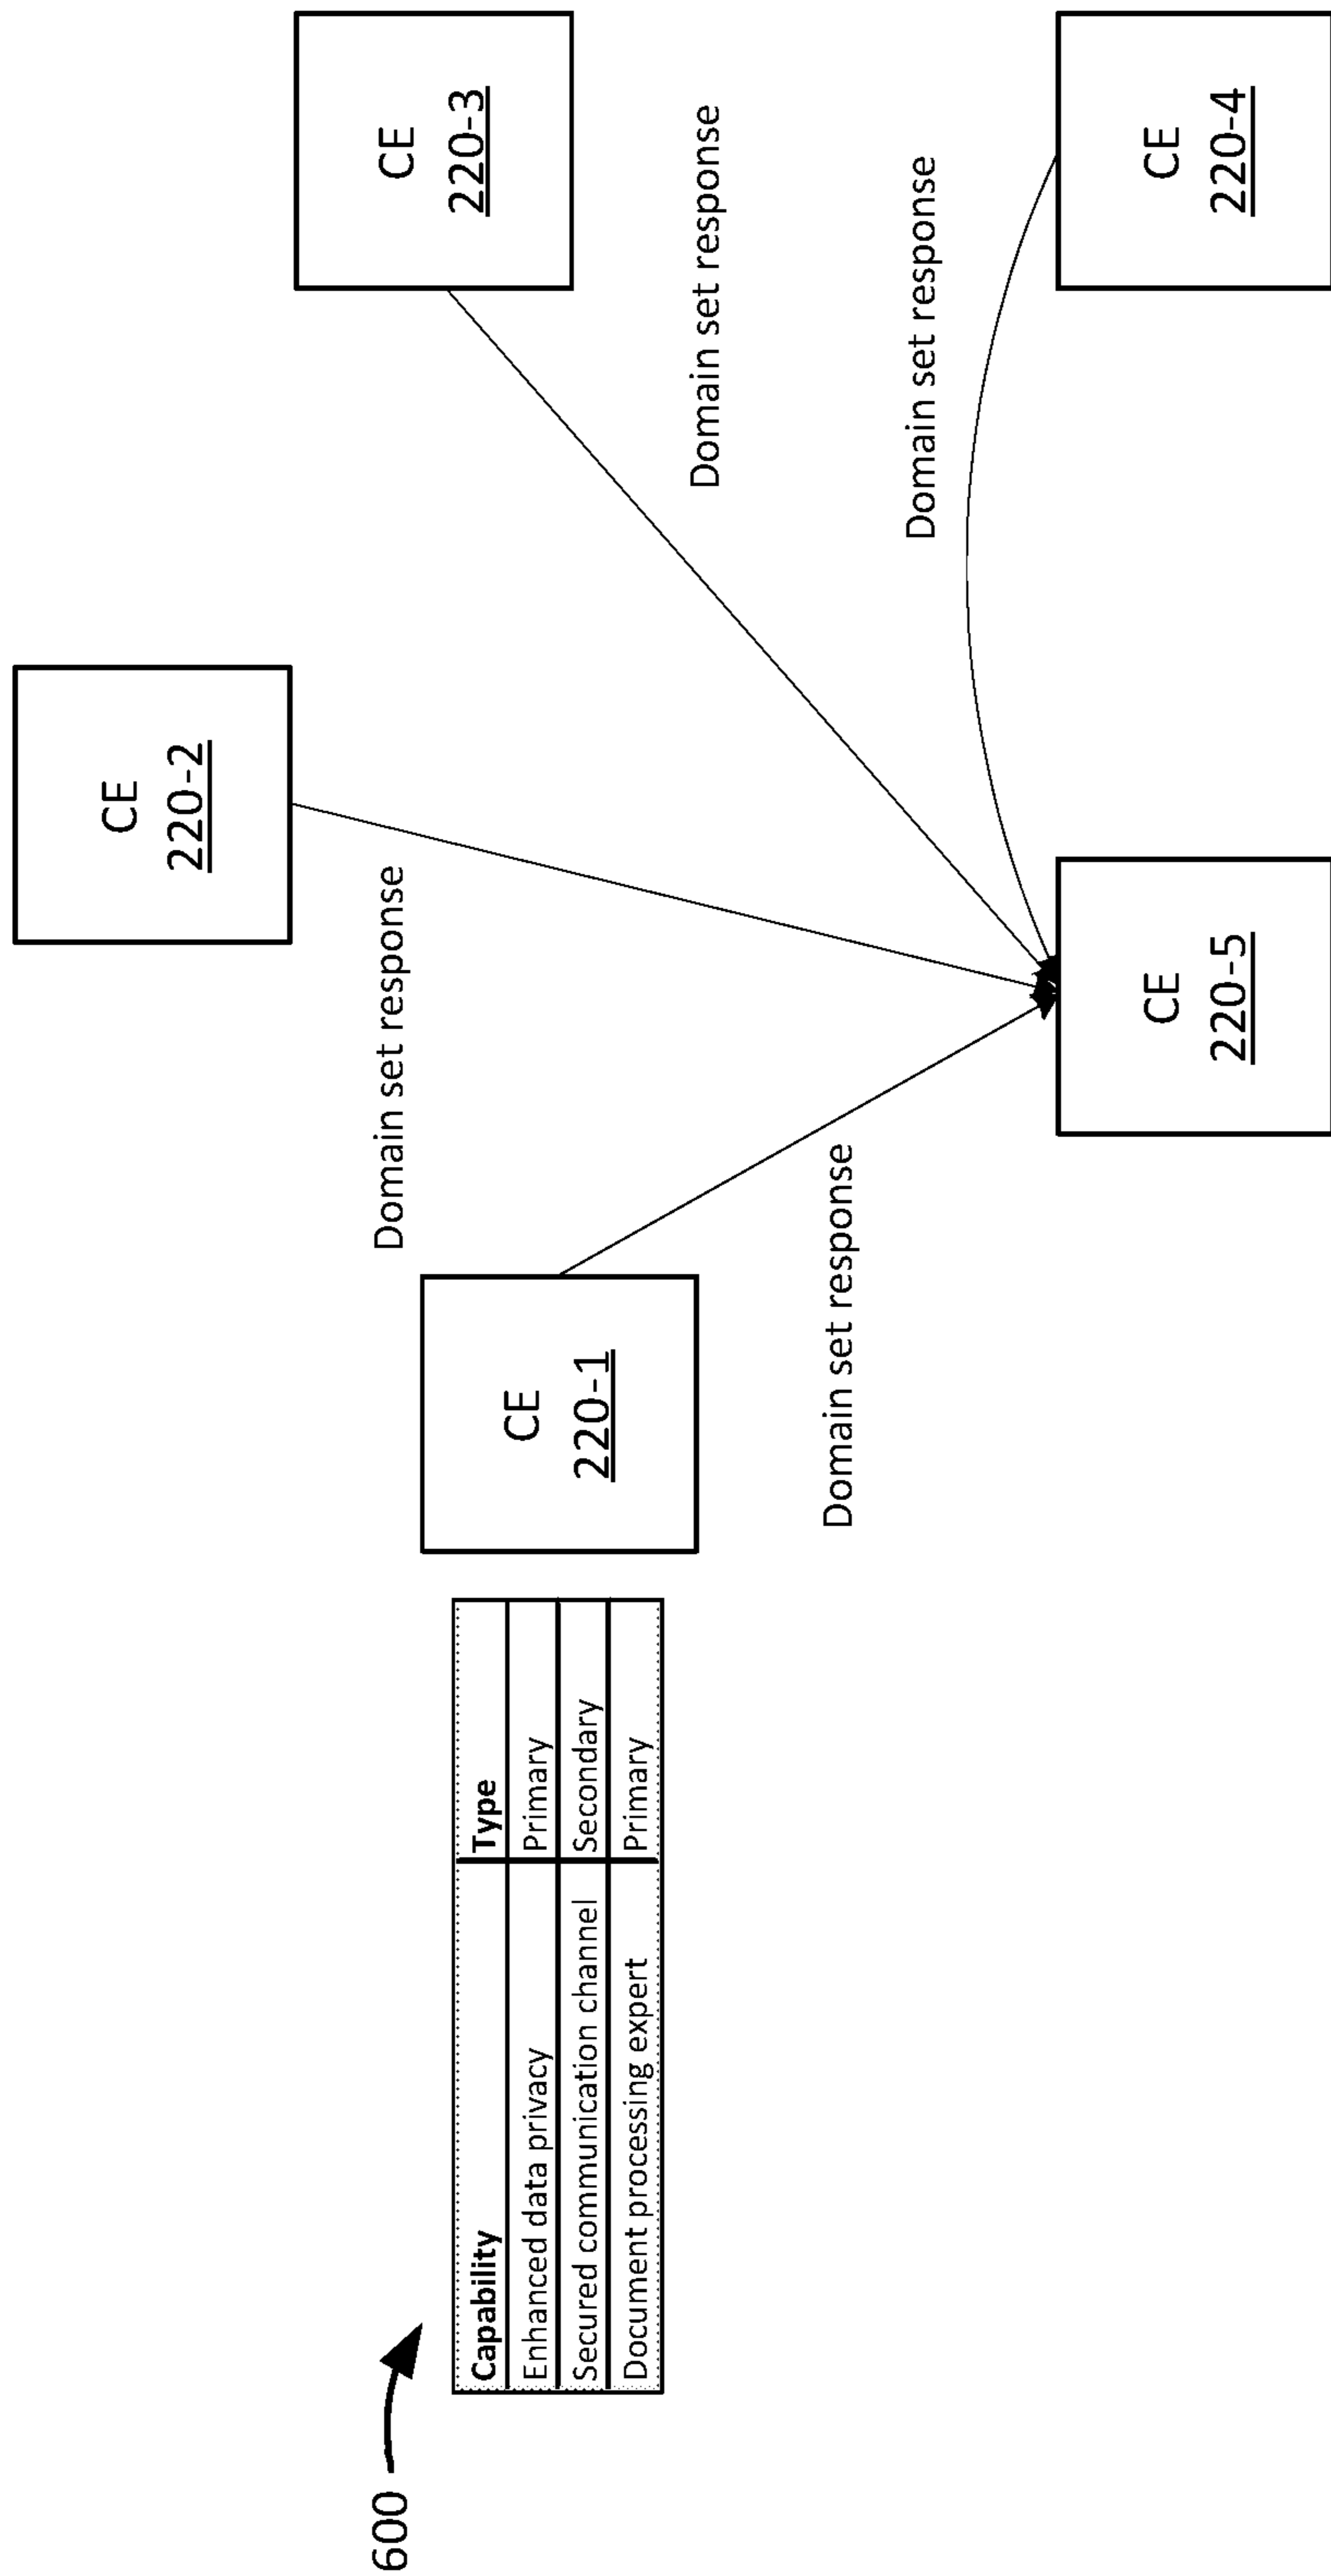 CE
220-2
600
Domain set response
CE
220-3
Capability Type
Enhanced data privacy Primary
Secured communication channel Secondary
Document processing expert Primary
CE
220-1
Domain set response
Domain set response
Domain set response
CE
220-5
CE
220-4